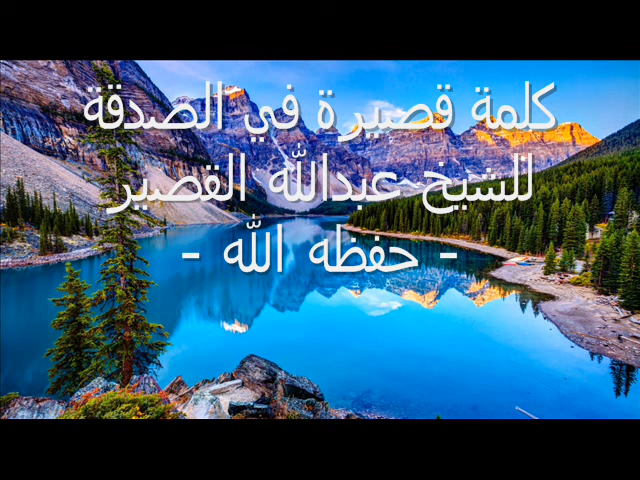 كلمة قصيرة في الصدقة
للشيخ عبدالله القصير
- حفظه الله -